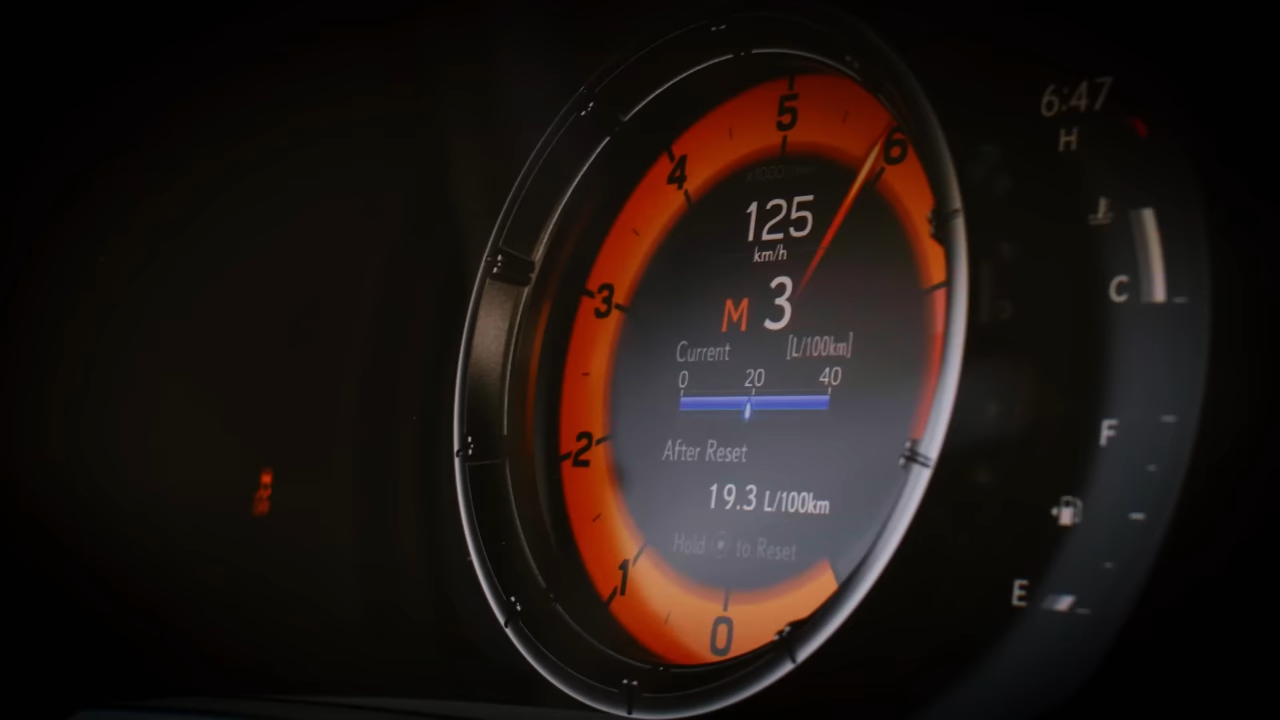 5
6
4
x1000
125
km/h
M 3
3
Current [L/100km]
0 20 40
2
After Reset
19.3 L/100km
Hold to Reset
1
0
6:47
H
C
F
E